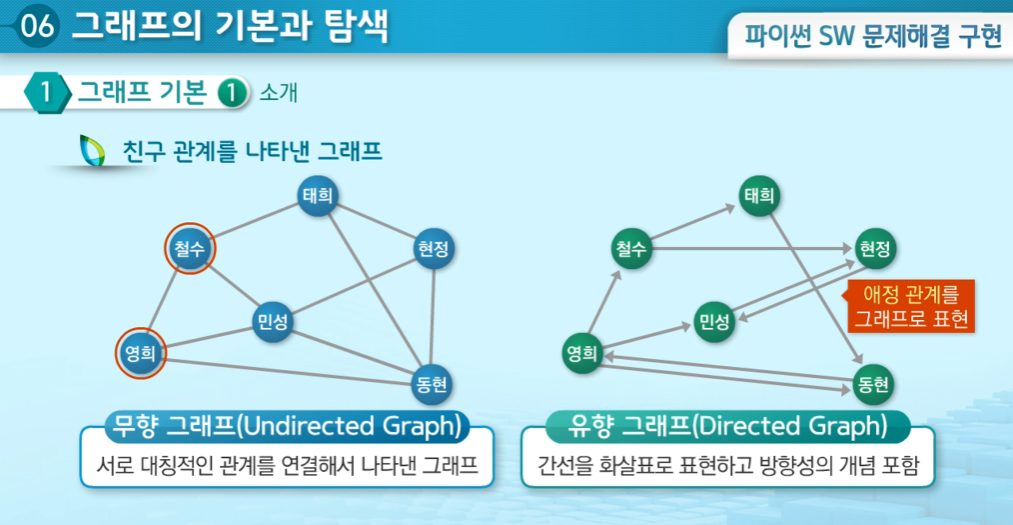 06 그래프의 기본과 탐색
파이썬 SW 문제해결 구현
1 그래프 기본 1 소개
친구 관계를 나타낸 그래프
태희
철수
현정
민성
영희
동현
무향 그래프(Undirected Graph)
서로 대칭적인 관계를 연결해서 나타낸 그래프
태희
철수
현정
애정 관계를
그래프로 표현
민성
영희
동현
유향 그래프(Directed Graph)
간선을 화살표로 표현하고 방향성의 개념 포함